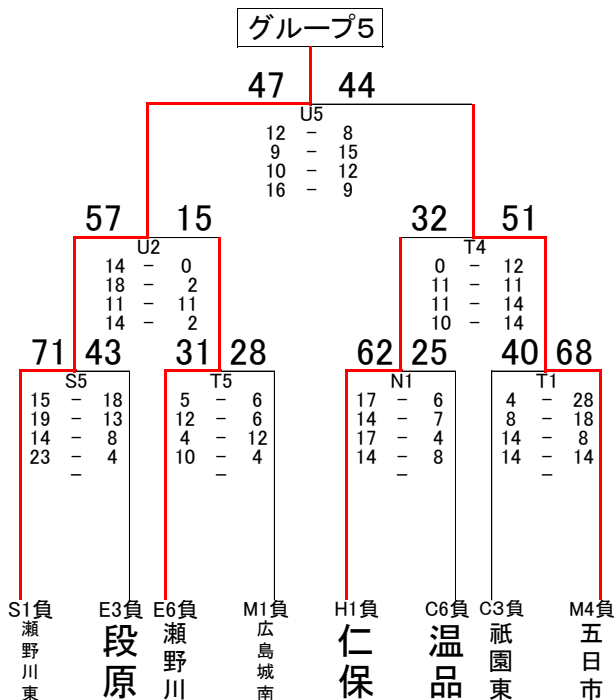 グループ5
47 44
U5
12 − 8
9 − 15
10 − 12
16 − 9
57 15 32 51
U2 T4
14 − 0 0 − 12
18 − 2 11 − 11
11 − 11 11 − 14
14 − 2 10 − 14
71 43 31 28 62 25 40 68
S5 T5 N1 T1
15 − 18 5 − 6 17 − 6 4 − 28
19 − 13 12 − 6 14 − 7 8 − 18
14 − 8 4 − 12 17 − 4 14 − 8
23 − 4 10 − 4 14 − 8 14 − 14
− − − −
S1負 E3負 E6負 M1負 H1負 C6負 C3負 M4負
瀬野川東
段原
瀬野川
広島城南
仁保
温品
祇園東
五日市